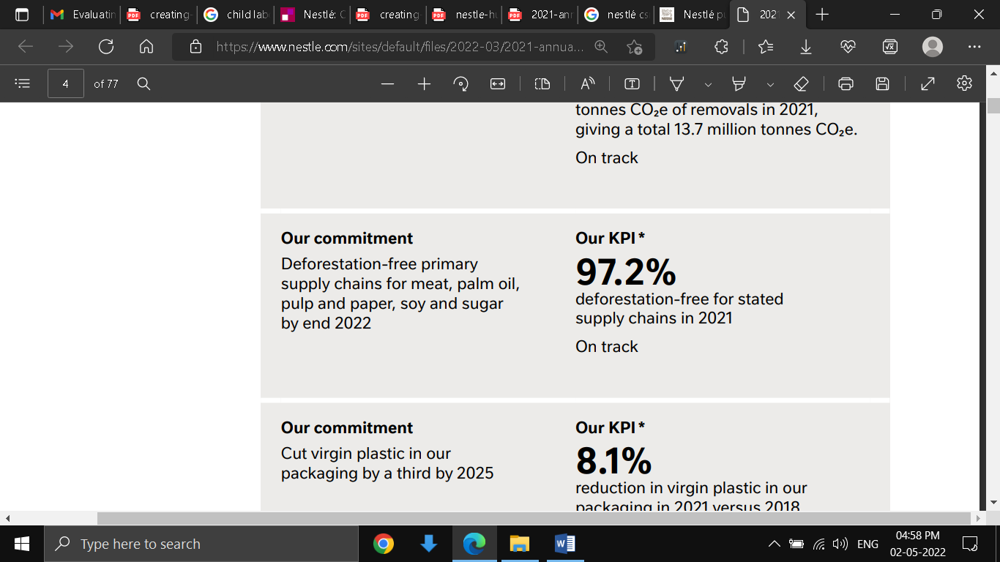 Evaluatin
creating-
child lab
Nestlé: C
creating-
nestle-hu
2021-ann
nestlé cs
Nestlé pu
2021
https://www.nestle.com/sites/default/files/2022-03/2021-annua...
4
of 77
tonnes CO₂e of removals in 2021,
giving a total 13.7 million tonnes CO₂e.
On track
Our commitment
Deforestation-free primary
supply chains for meat, palm oil,
pulp and paper, soy and sugar
by end 2022
Our KPI*
97.2%
deforestation-free for stated
supply chains in 2021
On track
Our commitment
Cut virgin plastic in our
packaging by a third by 2025
Our KPI*
8.1%
reduction in virgin plastic in our
packaging in 2021 versus 2018
Type here to search
ENG
04:58 PM
02-05-2022